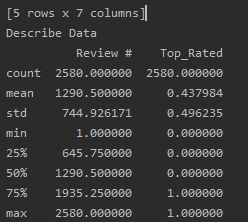 [5 rows x 7 columns]
Describe Data
Review # Top_Rated
count 2580.000000 2580.000000
mean 1290.500000 0.437984
std 744.926171 0.496235
min 1.000000 0.000000
25% 645.750000 0.000000
50% 1290.500000 0.000000
75% 1935.250000 1.000000
max 2580.000000 1.000000